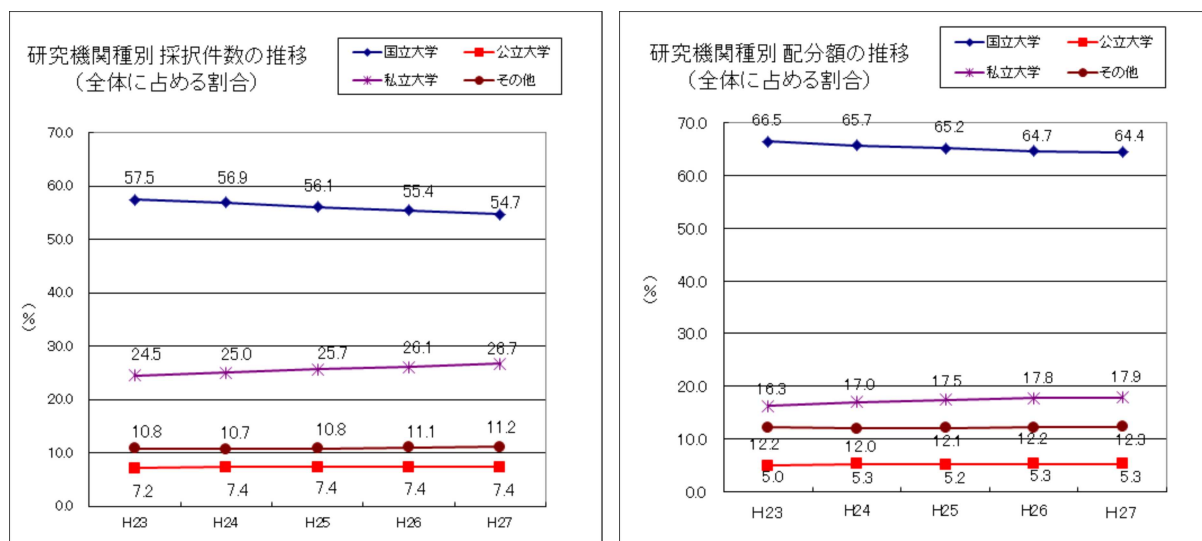 研究機関種別 採択件数の推移
(全体に占める割合)
国立大学 公立大学
私立大学 その他
70.0
60.0
50.0
40.0
30.0
20.0
10.0
0.0
(%)
57.5 56.9 56.1 55.4 54.7
24.5 25.0 25.7 26.1 26.7
10.8 10.7 10.8 11.1 11.2
7.2 7.4 7.4 7.4 7.4
H23 H24 H25 H26 H27
研究機関種別 配分額の推移
(全体に占める割合)
国立大学 公立大学
私立大学 その他
70.0
60.0
50.0
40.0
30.0
20.0
10.0
0.0
(%)
66.5 65.7 65.2 64.7 64.4
16.3 17.0 17.5 17.8 17.9
12.2 12.0 12.1 12.2 12.3
5.0 5.3 5.2 5.3 5.3
H23 H24 H25 H26 H27